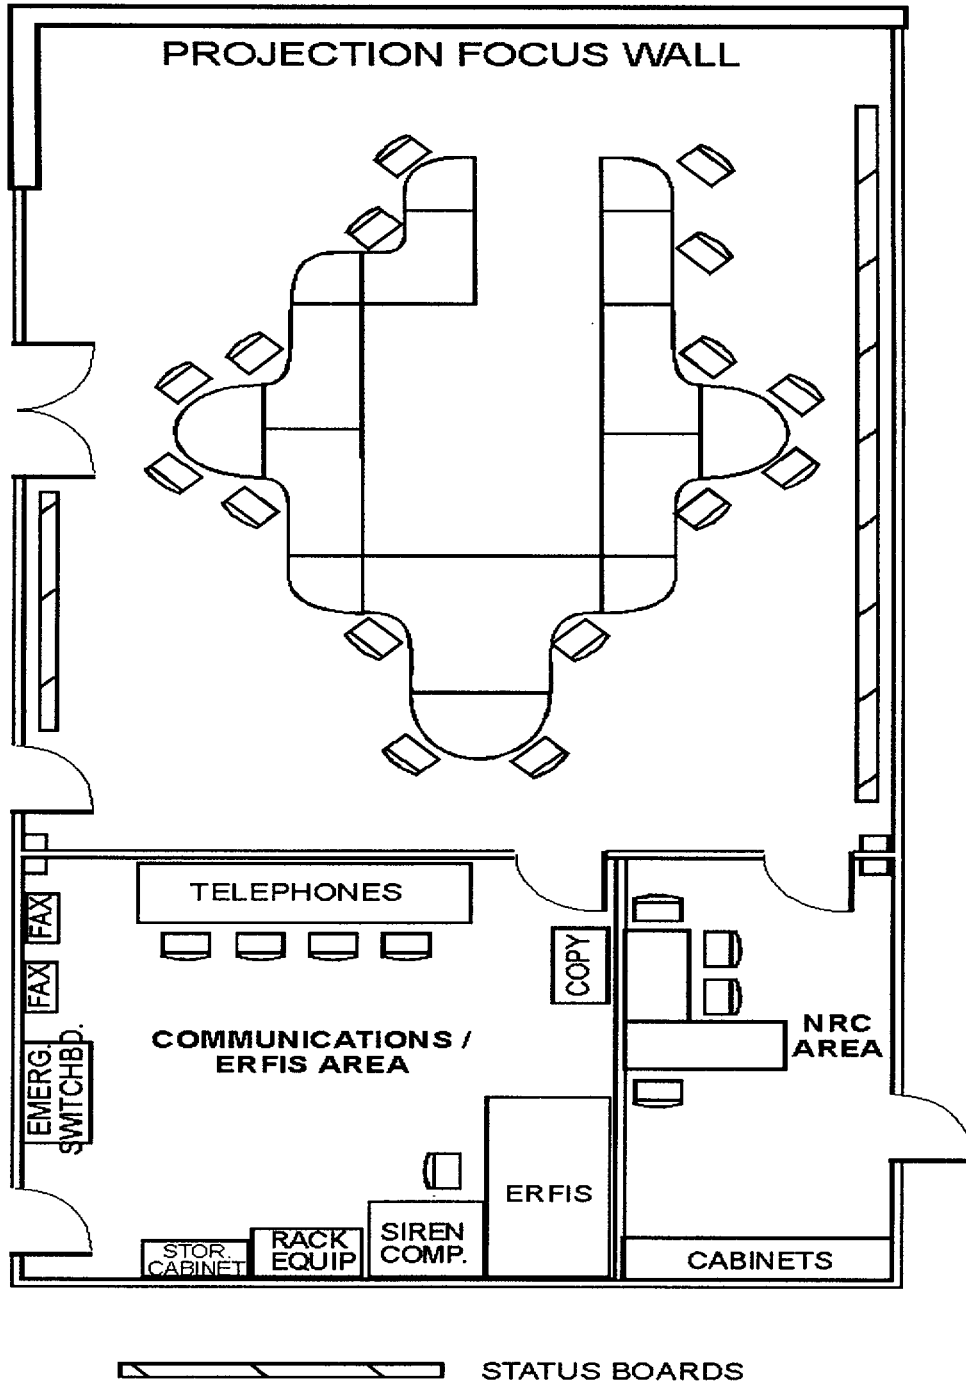 PROJECTION FOCUS WALL
TELEPHONES
FAX
FAX
COPY
COMMUNICATIONS /
ERFIS AREA
NRC
AREA
EMERG.
SWITCHBD.
ERFIS
SIREN
COMP.
RACK
EQUIP
STOR.
CABINET
CABINETS
STATUS BOARDS